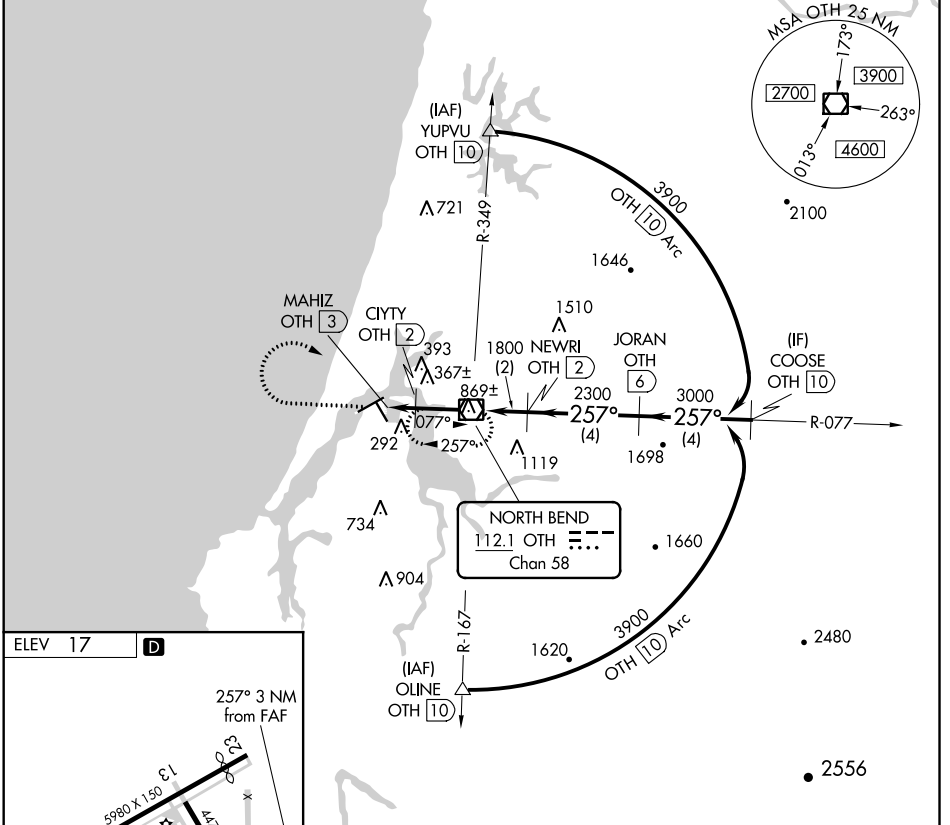 MSA OTH 25 NM
173°
3900
2700
263°
4600
013°
(IAF)
YUPVU
OTH 10
721
R-349
3900
OTH 10 Arc
2100
1646
MAHIZ
OTH 3
CIYTY
OTH 2
393
367±
1510
1800
(2)
NEWRI
OTH 2
JORAN
OTH
6
(IF)
COOSE
OTH 10
869±
2300
257°
(4)
3000
257°
(4)
R-077
077°
257°
292
1119
1698
734
NORTH BEND
112.1 OTH
Chan 58
1660
904
R-167
3900
OTH 10 Arc
1620
2480
(IAF)
OLINE
OTH 10
2556
ELEV 17
D
257° 3 NM
from FAF
23
13
5980 X 150
X